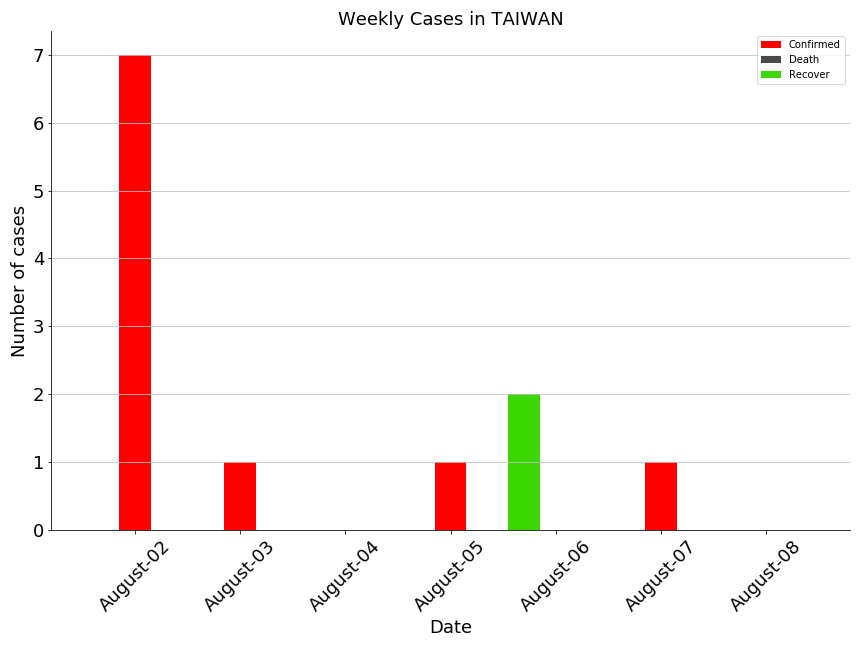 Weekly Cases in TAIWAN
Confirmed
Death
Recover
Number of cases
7
6
5
4
3
2
1
0
August-02
August-03
August-04
August-05
August-06
August-07
August-08
Date